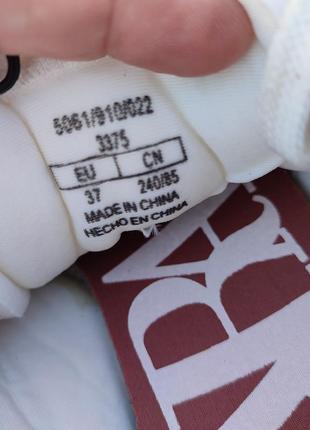 5061/910/022
3375
EU CN
37 240/85
MADE IN CHINA
HECHO EN CHINA